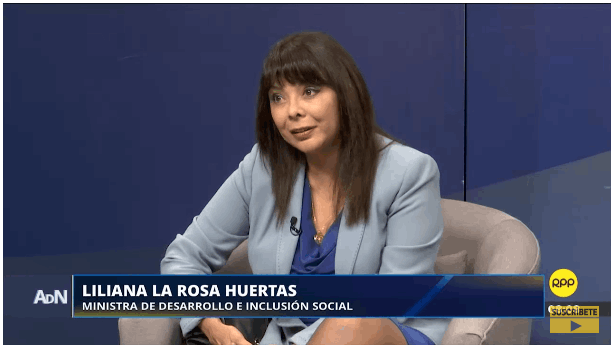 LILIANA LA ROSA HUERTAS
MINISTRA DE DESARROLLO E INCLUSIÓN SOCIAL
ADN
RPP
SUSCRÍBETE